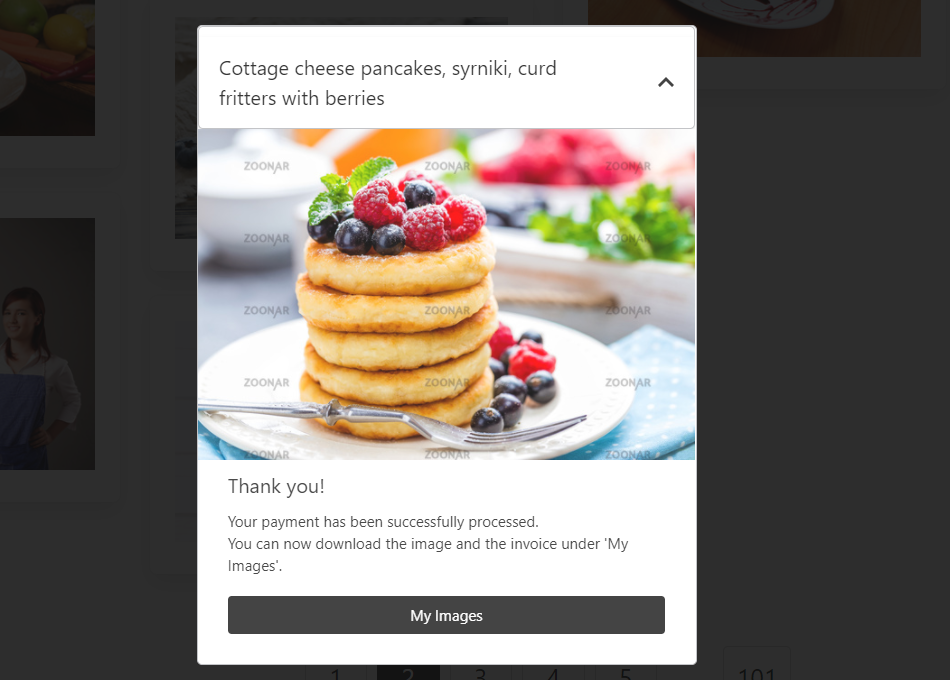 Cottage cheese pancakes, syrniki, curd
fritters with berries
ZOONAR ZOONAR ZOONAR
ZOONAR ZOONAR ZOONAR
ZOONAR ZOONAR ZOONAR
ZOONAR ZOONAR ZOONAR
ZOONAR ZOONAR ZOONAR
Thank you!
Your payment has been successfully processed.
You can now download the image and the invoice under 'My
Images'.
My Images
1 2 3 4 5 101